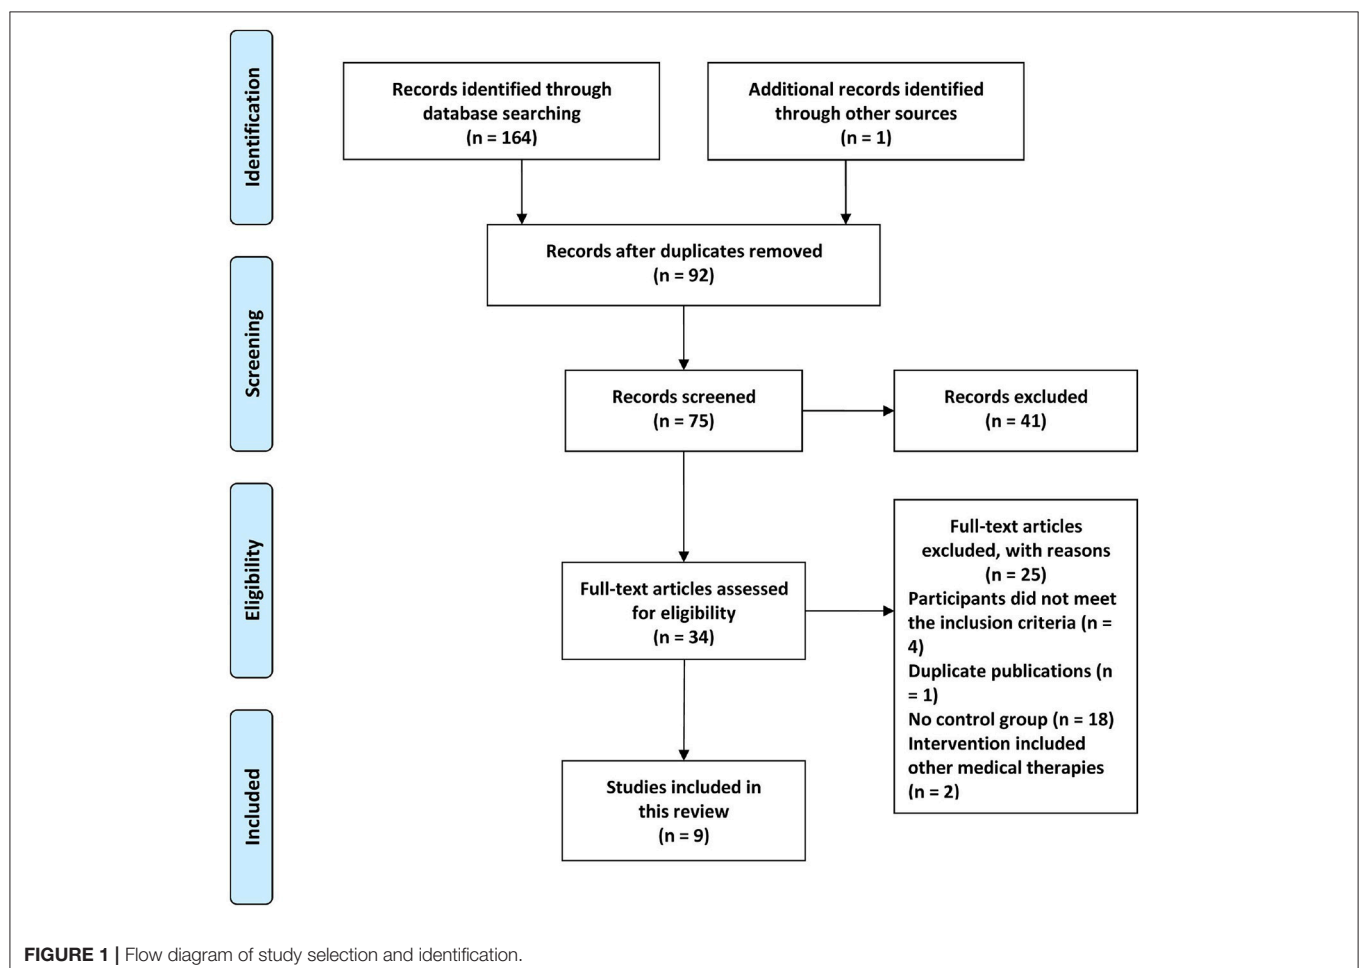 Identification
Records identified through
database searching
(n = 164)
Additional records identified
through other sources
(n = 1)
Records after duplicates removed
(n = 92)
Screening
Records screened
(n = 75)
Records excluded
(n = 41)
Eligibility
Full-text articles assessed
for eligibility
(n = 34)
Full-text articles
excluded, with reasons
(n = 25)
Participants did not meet
the inclusion criteria (n =
4)
Duplicate publications (n
= 1)
No control group (n = 18)
Intervention included
other medical therapies
(n = 2)
Included
Studies included in
this review
(n = 9)
FIGURE 1 | Flow diagram of study selection and identification.